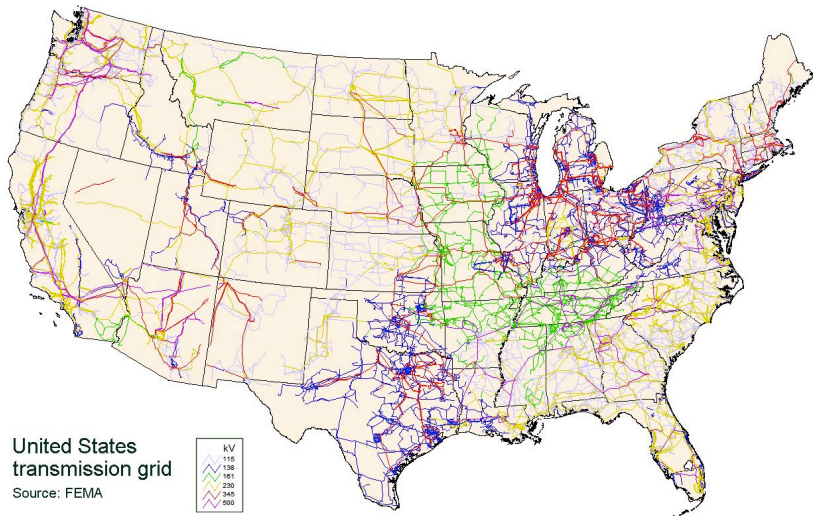 United States
transmission grid
Source: FEMA
kV
115
138
161
230
345
500